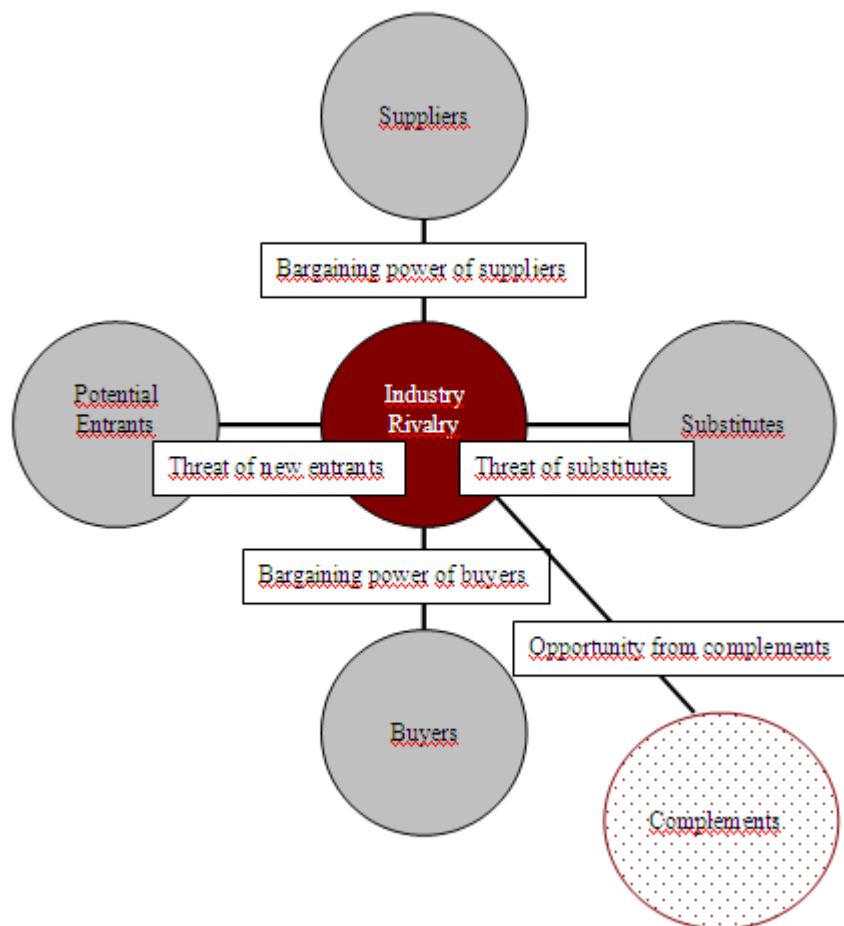 Suppliers
Bargaining power of suppliers
Potential
Entrants
Industry
Rivalry
Substitutes
Threat of new entrants
Threat of substitutes
Bargaining power of buyers
Opportunity from complements
Buyers
Complements